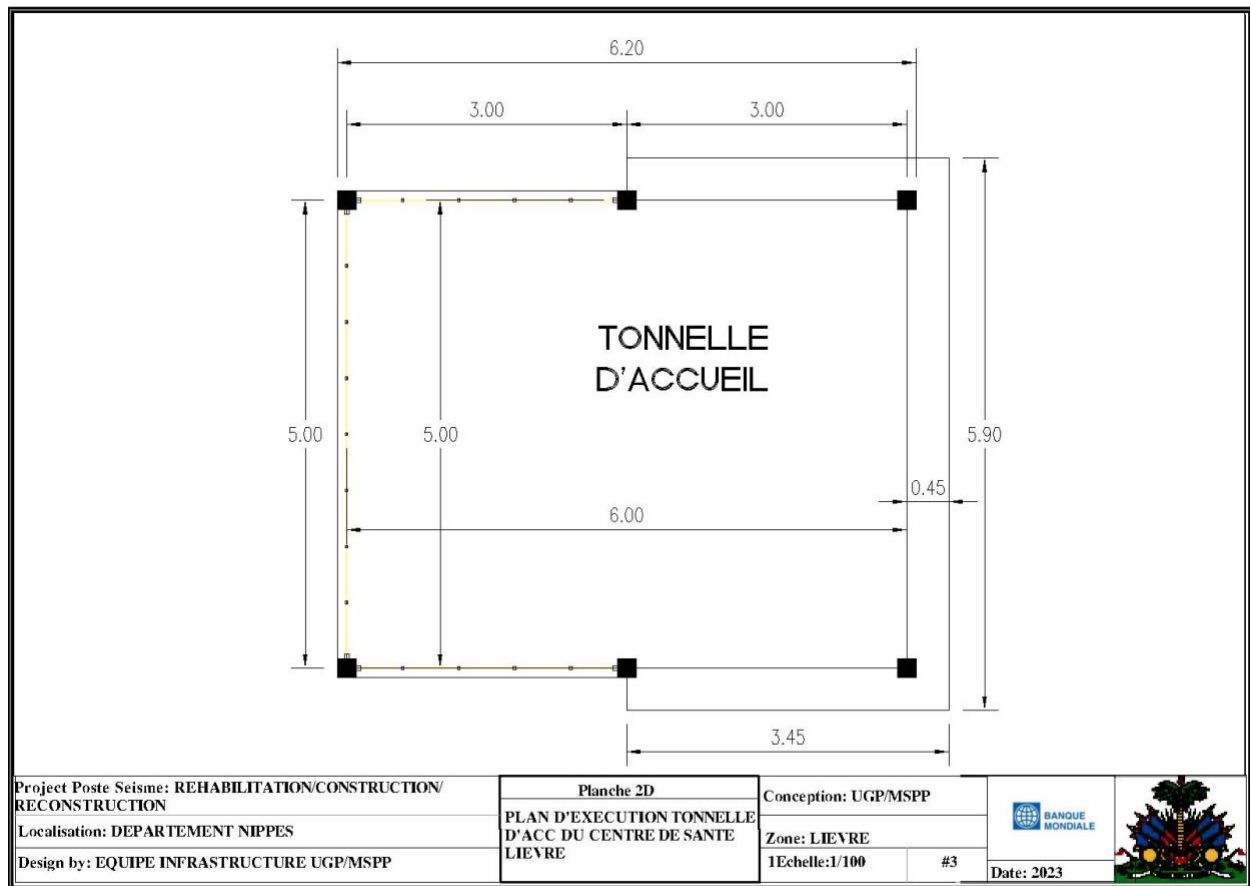 6.20
3.00
3.00
TONNELLE
D'ACCUEIL
5.00
5.00
5.90
0.45
6.00
3.45
Project Poste Seisme: REHABILITATION/CONSTRUCTION/
RECONSTRUCTION
Localisation: DEPARTEMENT NIPPES
Design by: EQUIPE INFRASTRUCTURE UGP/MSPP
Planche 2D
PLAN D'EXECUTION TONNELLE
D'ACC DU CENTRE DE SANTE
LIEVRE
Conception: UGP/MSPP
Zone: LIEVRE
1Echelle:1/100
#3
BANQUE
MONDIALE
Date: 2023